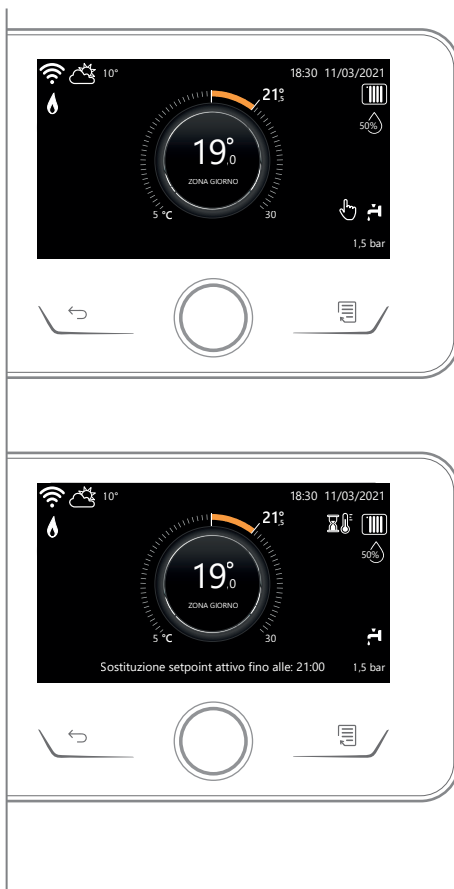 10° 18:30 11/03/2021
21°,5
50%
19°,0
ZONA GIORNO
5 °C 30
1,5 bar
10° 18:30 11/03/2021
21°,5
50%
19°,0
ZONA GIORNO
5 °C 30
Sostituzione setpoint attivo fino alle: 21:00 1,5 bar